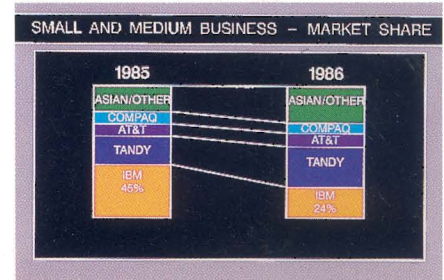 SMALL AND MEDIUM BUSINESS – MARKET SHARE
1985
1986
ASIAN/OTHER
COMPAQ
AT&T
TANDY
IBM
45%
ASIAN/OTHER
COMPAQ
AT&T
TANDY
IBM
24%